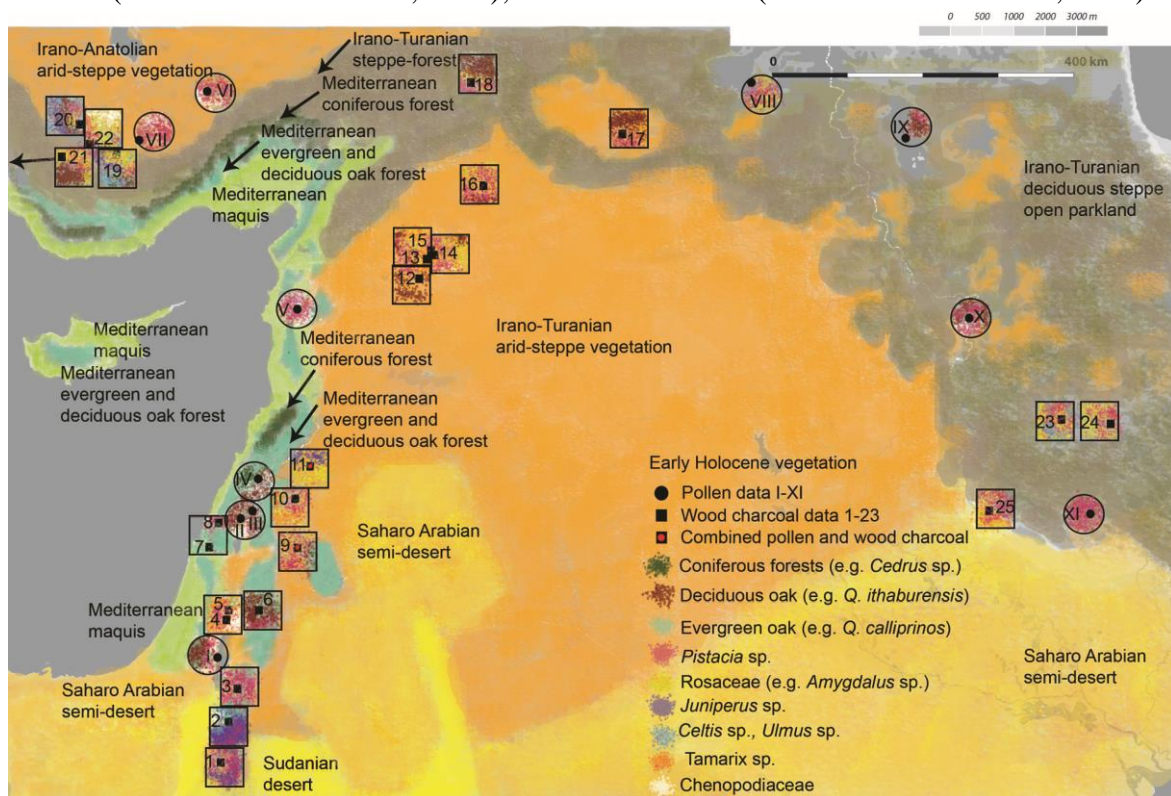 0 500 1000 2000 3000 m
0 400 km
Irano-Anatolian
arid-steppe vegetation
Irano-Turanian
steppe-forest
Mediterranean
coniferous forest
Mediterranean
evergreen and
deciduous oak forest
Mediterranean
maquis
VI
VII
VIII
IX
20
22
21
19
18
17
16
15
13
14
12
Irano-Turanian
deciduous steppe
open parkland
V
X
Mediterranean
maquis
Mediterranean
evergreen and
deciduous oak forest
Mediterranean
coniferous forest
Mediterranean
evergreen and
deciduous oak forest
Irano-Turanian
arid-steppe vegetation
23
24
25
XI
11
IV
10
8
II
III
7
9
Saharo Arabian
semi-desert
Mediterranean
maquis
5
4
6
I
3
2
1
Saharo Arabian
semi-desert
Sudanian
desert
Saharo Arabian
semi-desert
Early Holocene vegetation
Pollen data I-XI
Wood charcoal data 1-23
Combined pollen and wood charcoal
Coniferous forests (e.g. Cedrus sp.)
Deciduous oak (e.g. Q. ithaburensis)
Evergreen oak (e.g. Q. calliprinos)
Pistacia sp.
Rosaceae (e.g. Amygdalus sp.)
Juniperus sp.
Celtis sp., Ulmus sp.
Tamarix sp.
Chenopodiaceae